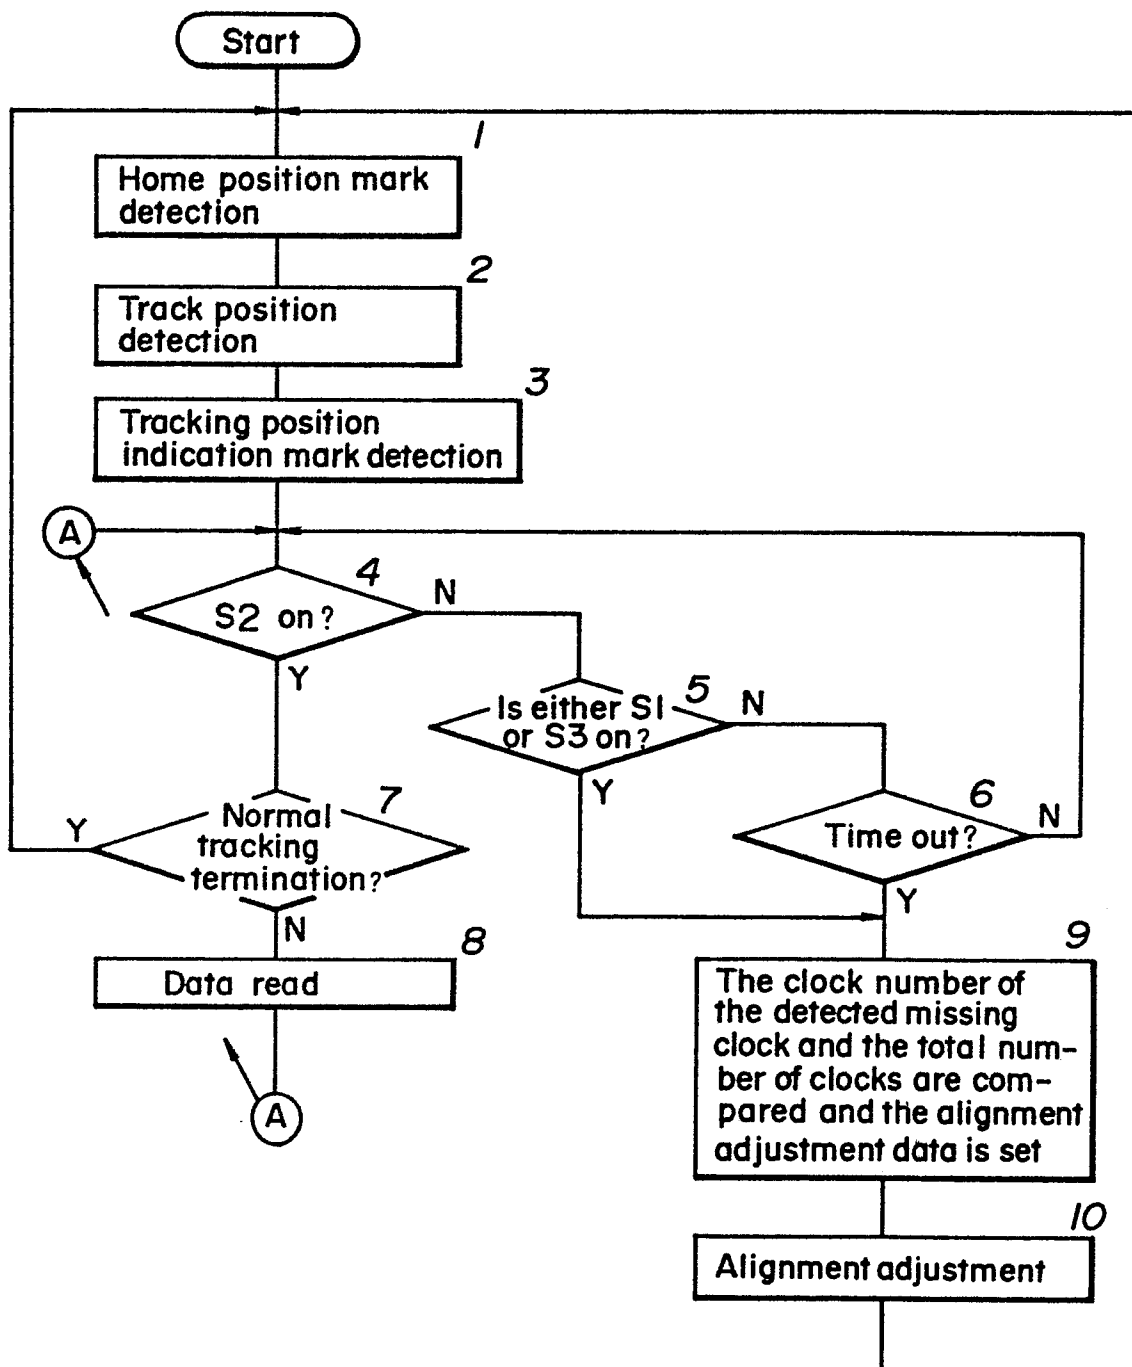 Start
1
Home position mark
detection
2
Track position
detection
3
Tracking position
indication mark detection
A
4
S2 on?
N
Y
5
Is either S1
or S3 on?
N
Y
6
Time out?
N
Y
7
Normal
tracking
termination?
Y
N
8
Data read
A
9
The clock number of
the detected missing
clock and the total num-
ber of clocks are com-
pared and the alignment
adjustment data is set
10
Alignment adjustment